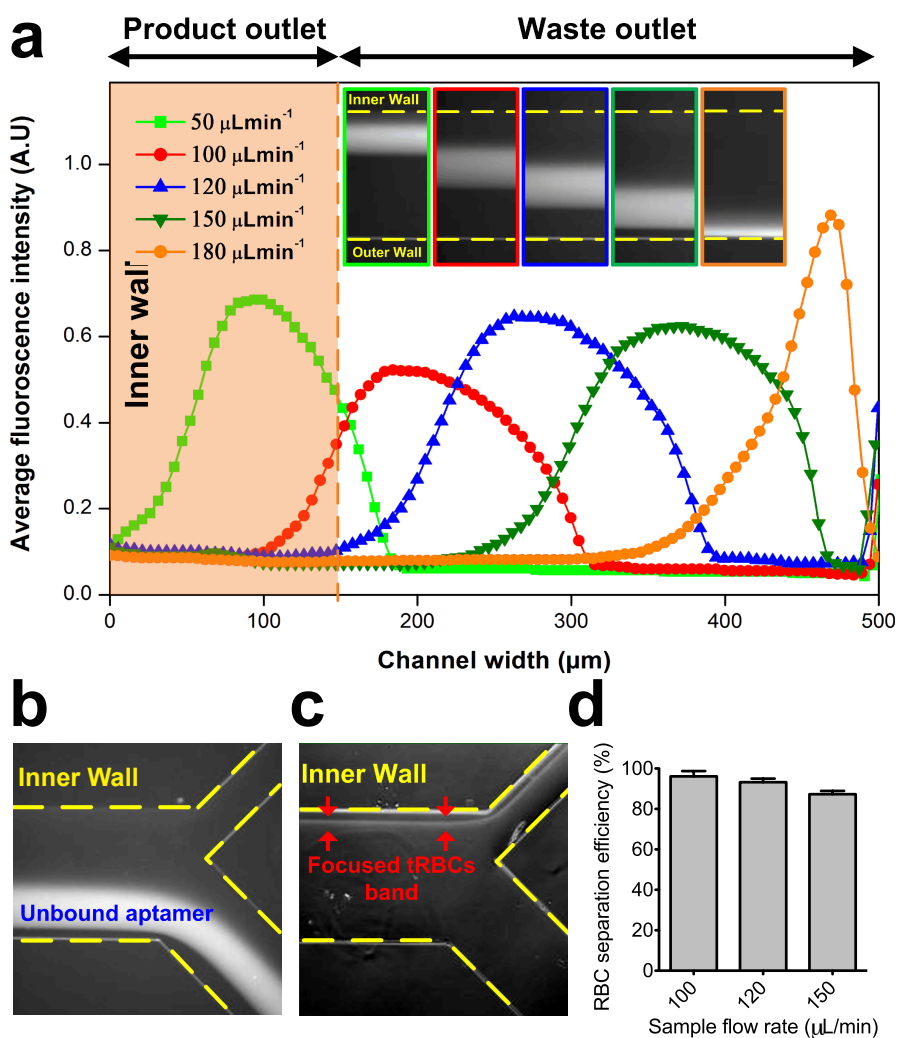 a
Product outlet
Waste outlet
Average fluroscence intensity (A.U)
1.0
0.8
0.6
0.4
0.2
0.0
50 μLmin-1
100 μLmin-1
120 μLmin-1
150 μLmin-1
180 μLmin-1
Inner wall
Inner Wall
Outer Wall
0
100
200
300
400
500
Channel width (μm)
b
Inner Wall
Unbound aptamer
c
Inner Wall
Focused tRBCs
band
d
RBC separation efficiency (%)
100
80
60
40
20
0
100
120
150
Sample flow rate (μL/min)